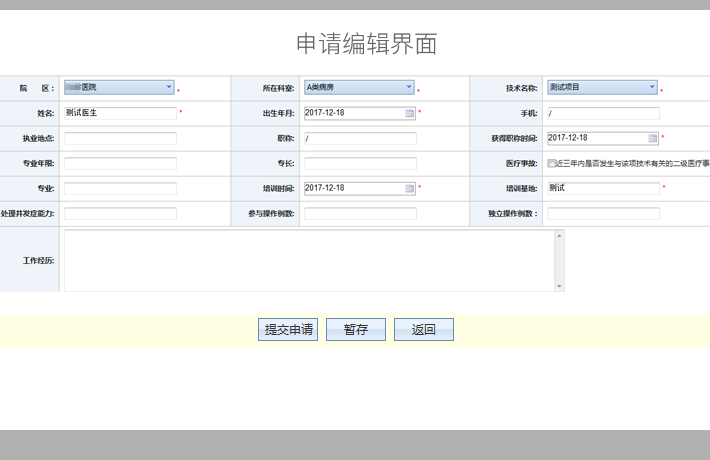 申请编辑界面
院 区： 医院 * 所在科室: A类病房 * 技术名称: 测试项目 *
姓名: 测试医生 * 出生年月: 2017-12-18 * 手机: /
执业地点: 职称: / 获得职称时间: 2017-12-18 *
专业年限: 专长: 医疗事故: 近三年内是否发生与该项技术有关的二级医疗事
专业: 培训时间: 2017-12-18 * 培训基地: 测试 *
处理并发症能力: 参与操作例数: 独立操作例数：
工作经历:
提交申请 暂存 返回